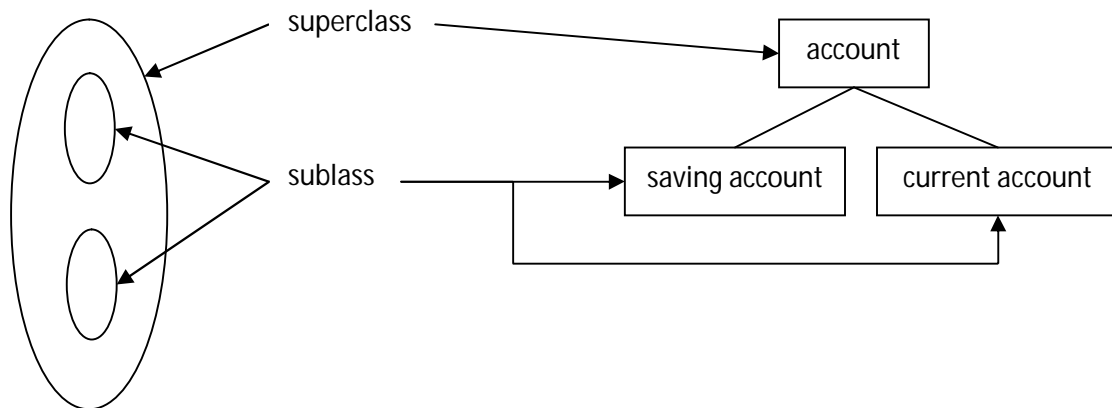 superclass
account
sublass
saving account
current account